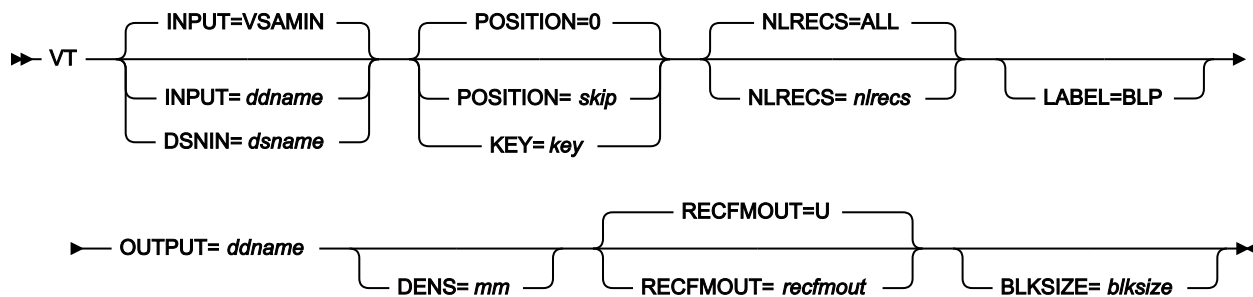 INPUT=VSAMIN POSITION=0 NLRECS=ALL
VT
INPUT= ddname POSITION= skip NLRECS= nlrecs LABEL=BLP
DSNIN= dsname KEY= key
RECFMOUT=U
OUTPUT= ddname
DENS= mm RECFMOUT= recfmout BLKSIZE= blksize